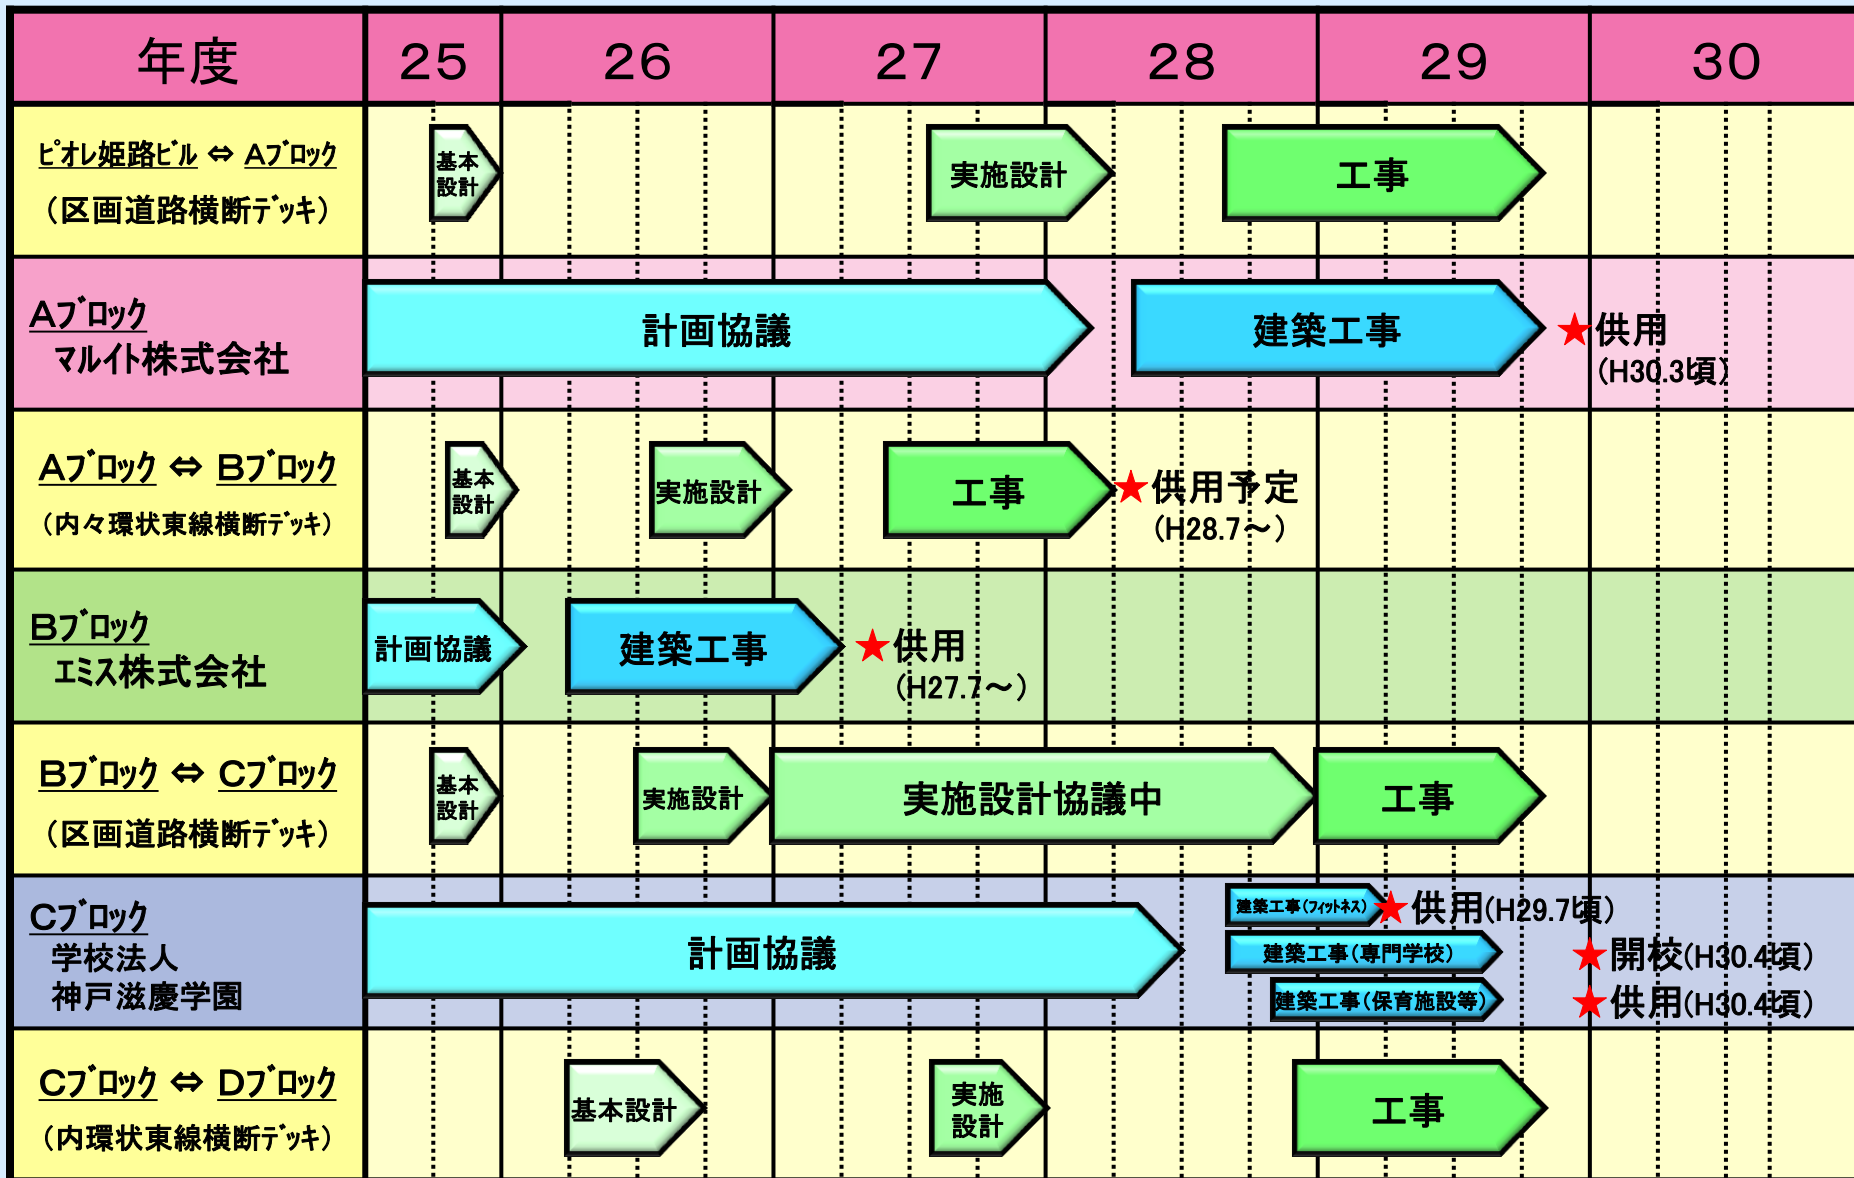 年度 25 26 27 28 29 30
ピオレ姫路ビル ⇔ Aブロック
(区画道路横断デッキ)
基本
設計
実施設計
工事
Aブロック
マルイト株式会社
計画協議
建築工事
★供用
(H30.3頃)
Aブロック ⇔ Bブロック
(内々環状東線横断デッキ)
基本
設計
実施設計
工事
★供用予定
(H28.7～)
Bブロック
エミス株式会社
計画協議
建築工事
★供用
(H27.7～)
Bブロック ⇔ Cブロック
(区画道路横断デッキ)
基本
設計
実施設計
実施設計協議中
工事
Cブロック
学校法人
神戸滋慶学園
計画協議
建築工事(フィットネス)
★供用(H29.7頃)
建築工事(専門学校)
★開校(H30.4頃)
建築工事(保育施設等)
★供用(H30.4頃)
Cブロック ⇔ Dブロック
(内環状東線横断デッキ)
基本設計
実施
設計
工事